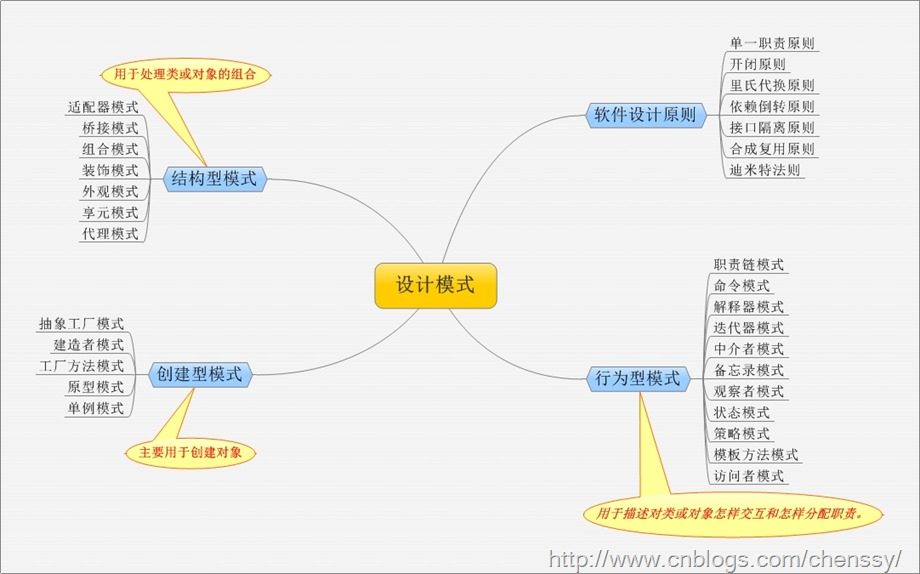 设计模式
软件设计原则
单一职责原则
开闭原则
里氏代换原则
依赖倒转原则
接口隔离原则
合成复用原则
迪米特法则
用于处理类或对象的组合
结构型模式
适配器模式
桥接模式
组合模式
装饰模式
外观模式
享元模式
代理模式
创建型模式
抽象工厂模式
建造者模式
工厂方法模式
原型模式
单例模式
主要用于创建对象
行为型模式
职责链模式
命令模式
解释器模式
迭代器模式
中介者模式
备忘录模式
观察者模式
状态模式
策略模式
模板方法模式
访问者模式
用于描述对类或对象怎样交互和怎样分配职责。
http://www.cnblogs.com/chenssy/